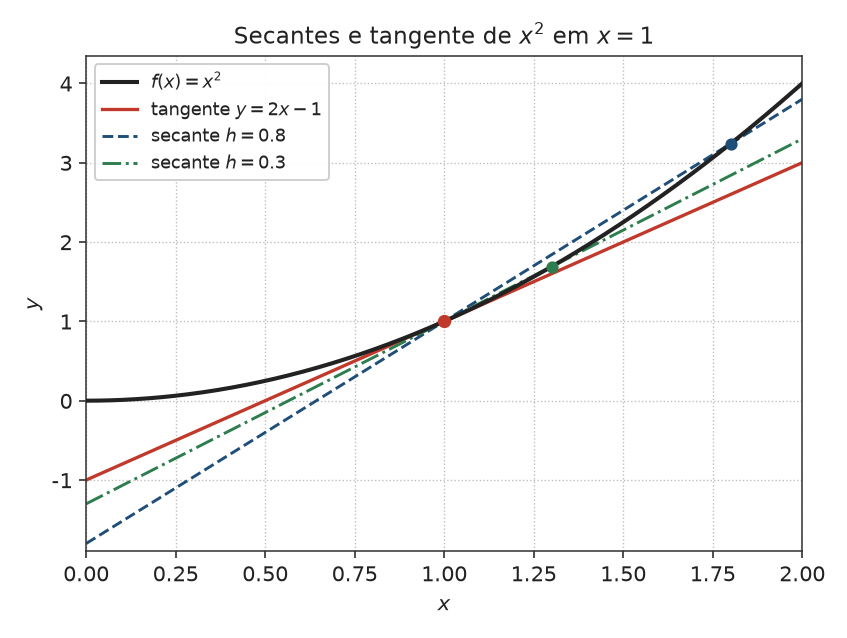 Secantes e tangente de x² em x = 1
f(x) = x²
tangente y = 2x − 1
secante h = 0.8
secante h = 0.3
4
3
2
1
0
-1
y
0.00 0.25 0.50 0.75 1.00 1.25 1.50 1.75 2.00
x